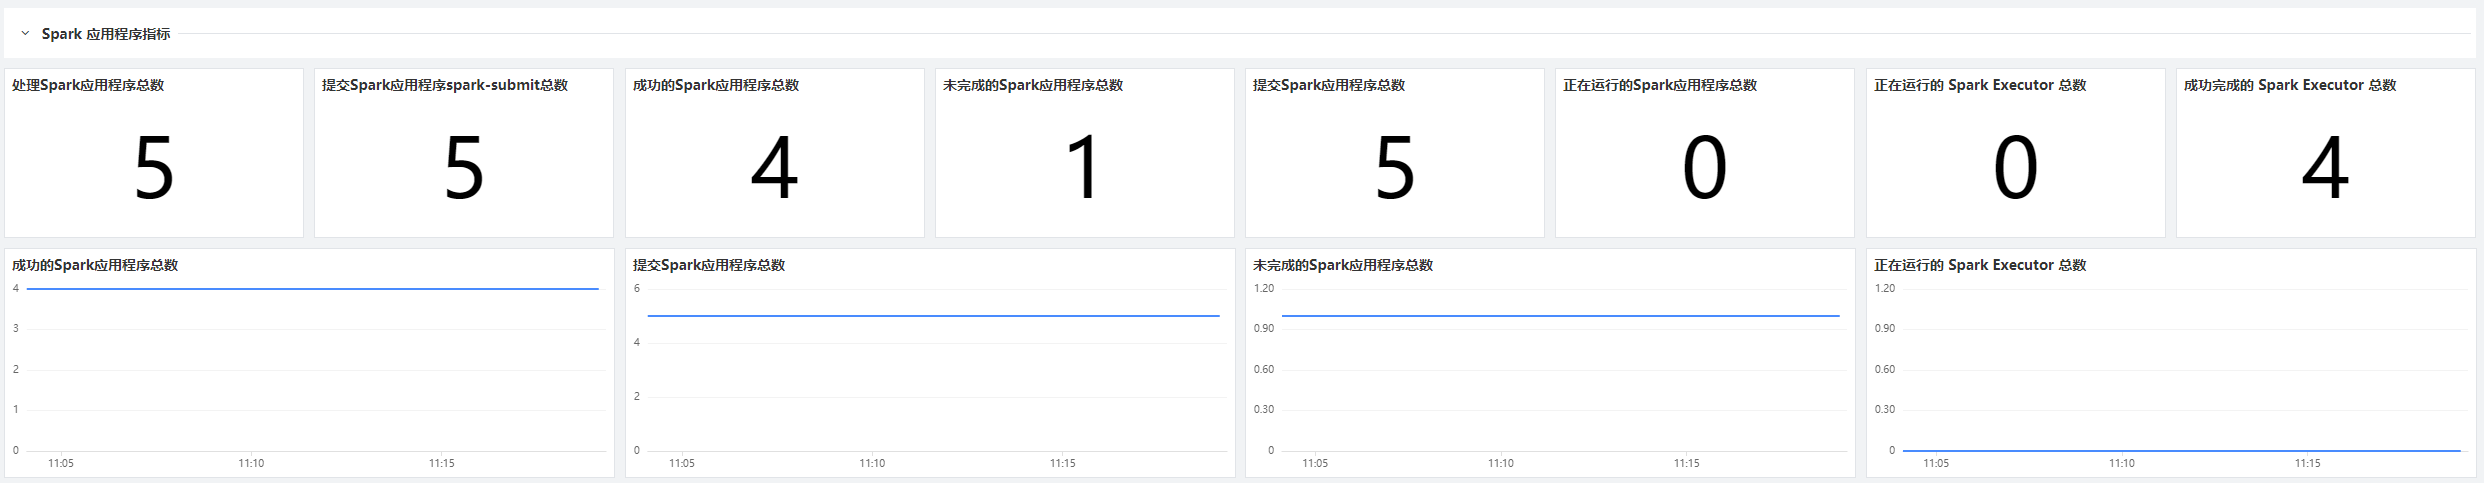 Spark 应用程序指标
处理Spark应用程序总数
5
提交Spark应用程序spark-submit总数
5
成功的Spark应用程序总数
4
未完成的Spark应用程序总数
1
提交Spark应用程序总数
5
正在运行的Spark应用程序总数
0
正在运行的 Spark Executor 总数
0
成功完成的 Spark Executor 总数
4
成功的Spark应用程序总数
4
3
2
1
0
11:05 11:10 11:15
提交Spark应用程序总数
6
4
2
0
11:05 11:10 11:15
未完成的Spark应用程序总数
1.20
0.90
0.60
0.30
0
11:05 11:10 11:15
正在运行的 Spark Executor 总数
1.20
0.90
0.60
0.30
0
11:05 11:10 11:15